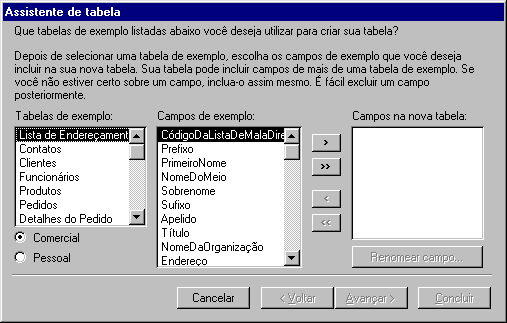 Assistente de tabela
Que tabelas de exemplo listadas abaixo você deseja utilizar para criar sua tabela?
Depois de selecionar uma tabela de exemplo, escolha os campos de exemplo que você deseja
incluir na sua nova tabela. Sua tabela pode incluir campos de mais de uma tabela de exemplo. Se
você não estiver certo sobre um campo, inclua-o assim mesmo. É fácil excluir um campo
posteriormente.
Tabelas de exemplo:
Lista de Endereçament
Contatos
Clientes
Funcionários
Produtos
Pedidos
Detalhes do Pedido
Comercial
Pessoal
Campos de exemplo:
CódigoDaListaDeMalaDire
Prefixo
PrimeiroNome
NomeDoMeio
Sobrenome
Sufixo
Apelido
Título
NomeDaOrganização
Endereço
>
>>
<
<<
Campos na nova tabela:
Renomear campo...
Cancelar
< Voltar
Avançar >
Concluir